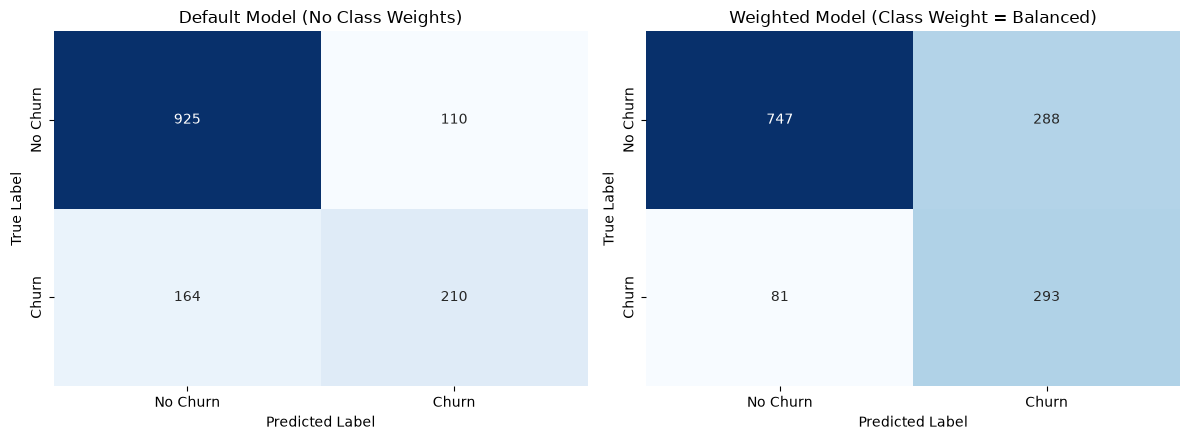 Default Model (No Class Weights)
No Churn
925
110
True Label
Churn
164
210
No Churn
Churn
Predicted Label
Weighted Model (Class Weight = Balanced)
No Churn
747
288
True Label
Churn
81
293
No Churn
Churn
Predicted Label